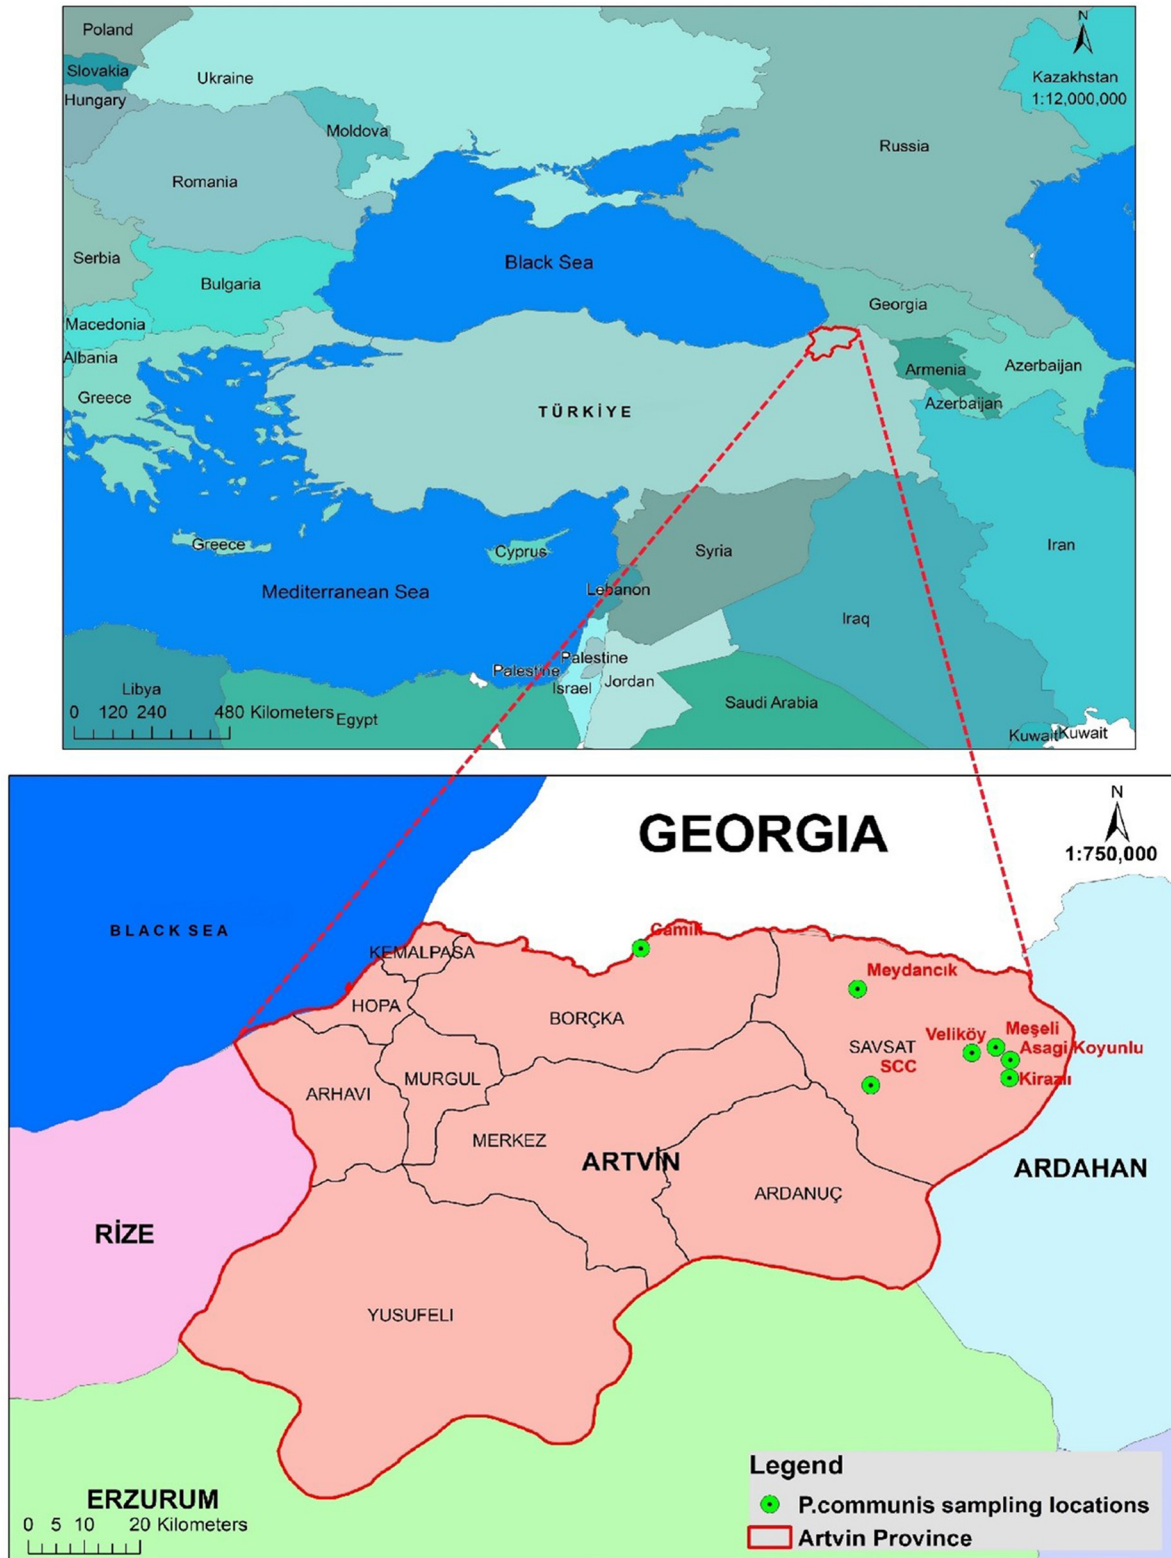 Poland
N
Slovakia
Ukraine
Kazakhstan
1:12,000,000
Hungary
Moldova
Russia
Romania
Serbia
Black Sea
Bulgaria
Georgia
Macedonia
Albania
Armenia
Azerbaijan
Greece
TÜRKİYE
Azerbaijan
Greece
Cyprus
Syria
Iran
Mediterranean Sea
Lebanon
Iraq
Palestine
Palestine
Libya
Israel
Jordan
Saudi Arabia
0 120 240 480 Kilometers
Egypt
Kuwait
Kuwait
N
GEORGIA
1:750,000
BLACK SEA
Camili
KEMALPASA
Meydancık
HOPA
BORÇKA
Veliköy
Meşeli
SAVSAT
Asagi Koyunlu
SCC
Kirazlı
MURGUL
ARHAVI
MERKEZ
ARTVİN
ARDAHAN
ARDANUÇ
RİZE
YUSUFELI
Legend
P.communis sampling locations
Artvin Province
ERZURUM
0 5 10 20 Kilometers